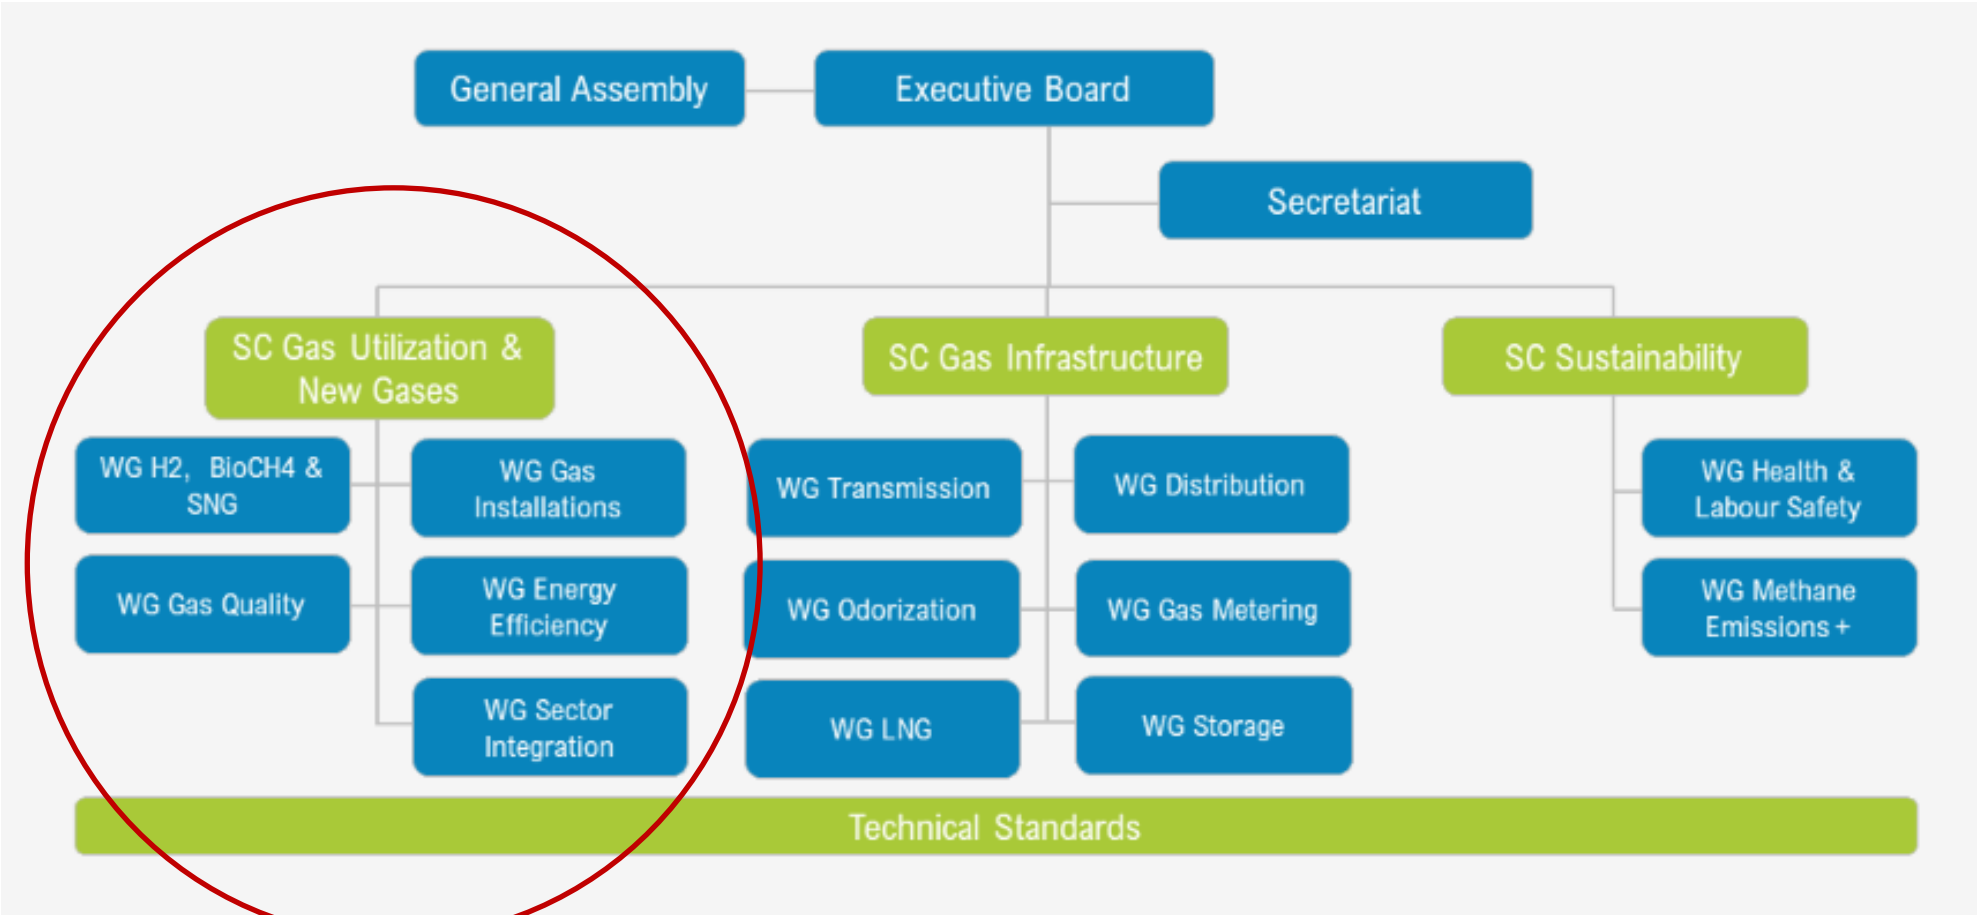 General Assembly
Executive Board
Secretariat
SC Gas Utilization &
New Gases
SC Gas Infrastructure
SC Sustainability
WG H2, BioCH4 &
SNG
WG Gas
Installations
WG Gas Quality
WG Energy
Efficiency
WG Sector
Integration
WG Transmission
WG Distribution
WG Odorization
WG Gas Metering
WG LNG
WG Storage
WG Health &
Labour Safety
WG Methane
Emissions +
Technical Standards